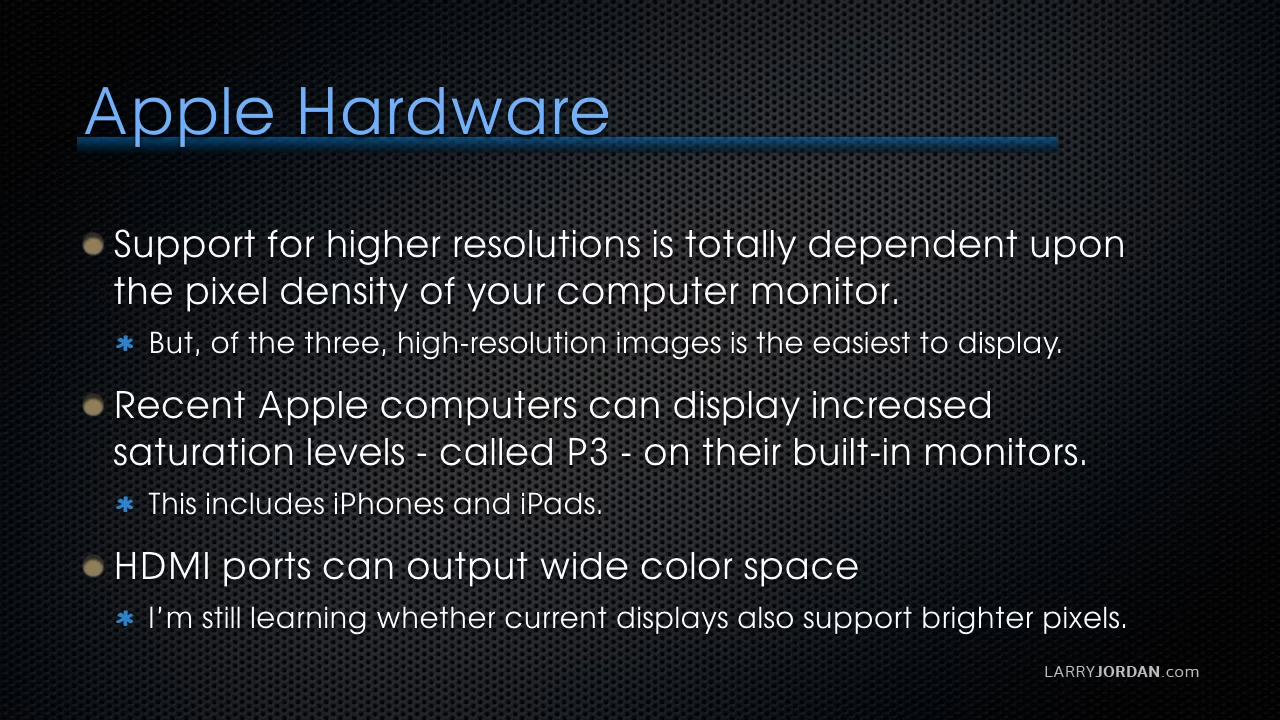 Apple Hardware
Support for higher resolutions is totally dependent upon
the pixel density of your computer monitor.
But, of the three, high-resolution images is the easiest to display.
Recent Apple computers can display increased
saturation levels - called P3 - on their built-in monitors.
This includes iPhones and iPads.
HDMI ports can output wide color space
I’m still learning whether current displays also support brighter pixels.
LARRYJORDAN.com